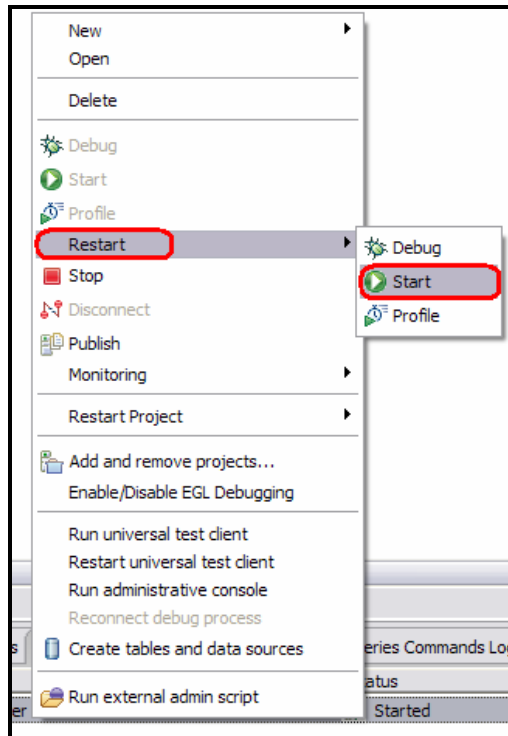 New
Open
Delete
Debug
Start
Profile
Restart
Debug
Start
Profile
Stop
Disconnect
Publish
Monitoring
Restart Project
Add and remove projects...
Enable/Disable EGL Debugging
Run universal test client
Restart universal test client
Run administrative console
Reconnect debug process
Create tables and data sources
s
eries Commands Lo
atus
Run external admin script
er
Started